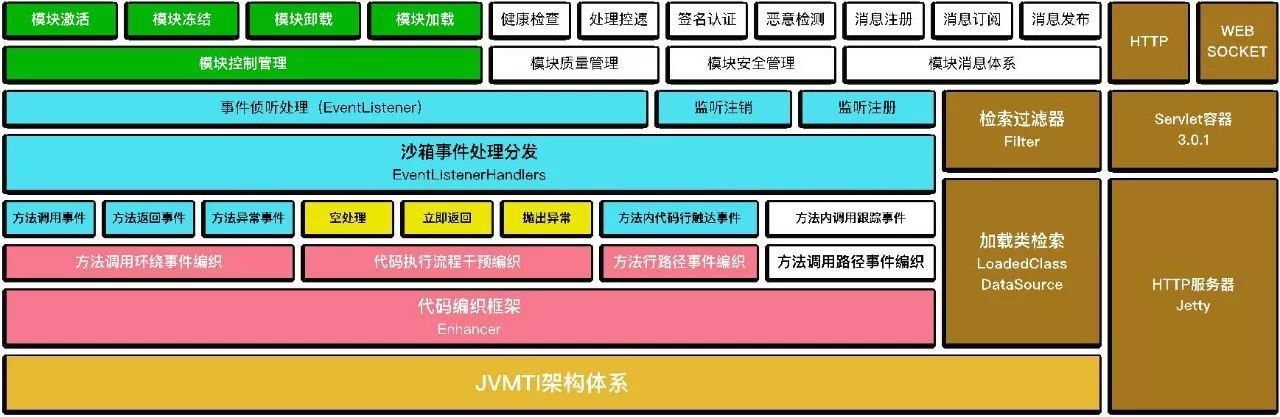 模块激活
模块冻结
模块卸载
模块加载
健康检查
处理控速
签名认证
恶意检测
消息注册
消息订阅
消息发布
HTTP
WEB
SOCKET
模块控制管理
模块质量管理
模块安全管理
模块消息体系
事件侦听处理（EventListener）
监听注销
监听注册
检索过滤器
Filter
Servlet容器
3.0.1
沙箱事件处理分发
EventListenerHandlers
方法调用事件
方法返回事件
方法异常事件
空处理
立即返回
抛出异常
方法内代码行触达事件
方法内调用跟踪事件
加载类检索
LoadedClass
DataSource
方法调用环绕事件编织
代码执行流程干预编织
方法行路径事件编织
方法调用路径事件编织
HTTP服务器
Jetty
代码编织框架
Enhancer
JVMTI架构体系